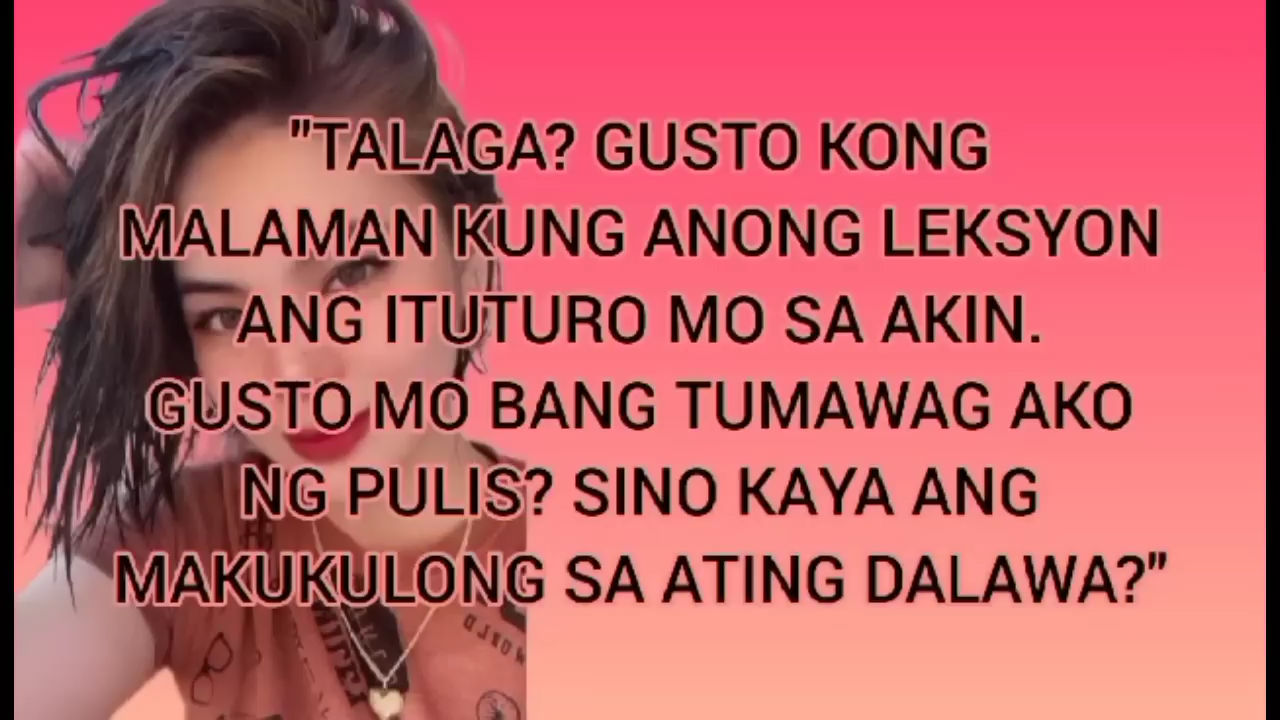 "TALAGA? GUSTO KONG
MALAMAN KUNG ANONG LEKSYON
ANG ITUTURO MO SA AKIN.
GUSTO MO BANG TUMAWAG AKO
NG PULIS? SINO KAYA ANG
MAKUKULONG SA ATING DALAWA?"
WORLD